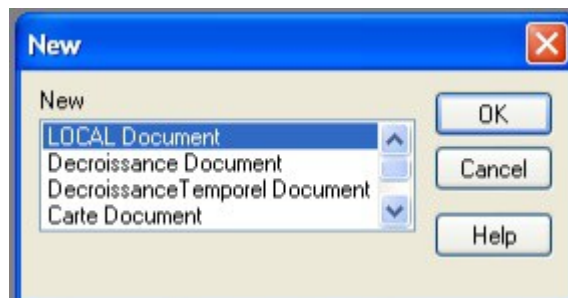 New
New
LOCAL Document
Decroissance Document
DecroissanceTemporel Document
Carte Document
OK
Cancel
Help